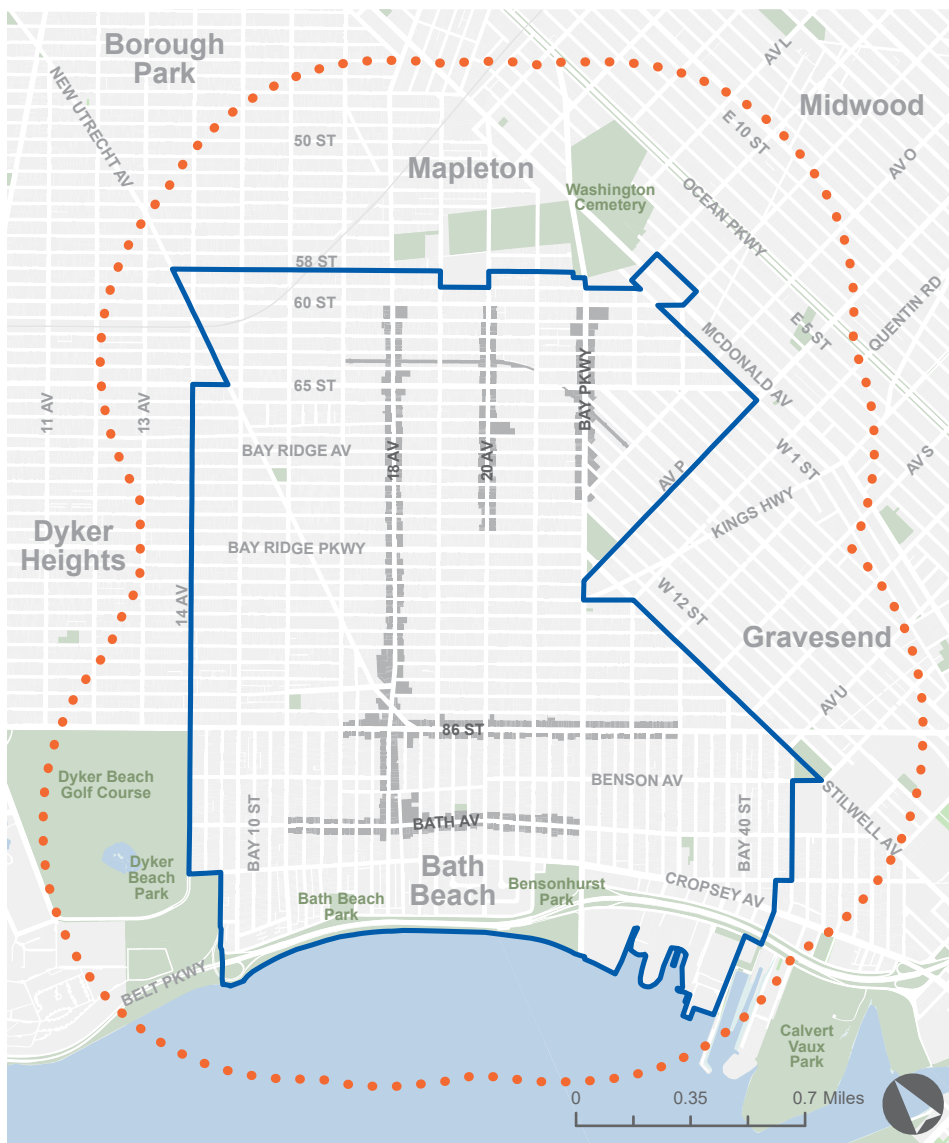 Borough
Park
AV L
NEW UTRECHT AV
Midwood
E 10 ST
50 ST
AV O
Mapleton
Washington
Cemetery
OCEAN PKWY
58 ST
60 ST
QUENTIN RD
E 5 ST
MCDONALD AV
65 ST
BAY PKWY
11 AV
13 AV
BAY RIDGE AV
18 AV
20 AV
W 1 ST
AV S
AV P
KINGS HWY
Dyker
Heights
BAY RIDGE PKWY
14 AV
W 12 ST
Gravesend
AV U
86 ST
Dyker Beach
Golf Course
BENSON AV
STILWELL AV
BAY 10 ST
BATH AV
BAY 40 ST
Dyker
Beach
Park
Bath
Beach
Bath Beach
Park
Bensonhurst
Park
CROPSEY AV
BELT PKWY
Calvert
Vaux
Park
0
0.35
0.7 Miles